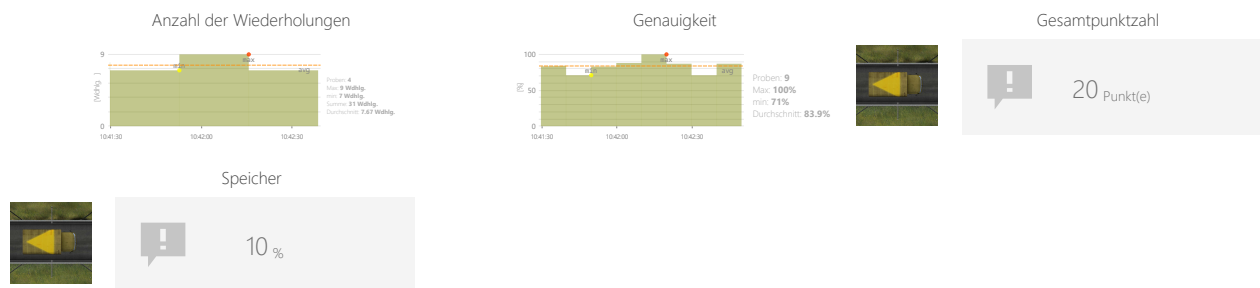 Anzahl der Wiederholungen
9
min
max
avg
[Wdhlg. ]
0
10:41:30
10:42:00
10:42:30
Proben: 4
Max: 9 Wdhlg.
min: 7 Wdhlg.
Summe: 31 Wdhlg.
Durchschnitt: 7.67 Wdhlg.
Genauigkeit
100
min
max
avg
[%]
50
0
10:41:30
10:42:00
10:42:30
Proben: 9
Max: 100%
min: 71%
Durchschnitt: 83.9%
Gesamtpunktzahl
20 Punkt(e)
Speicher
10 %